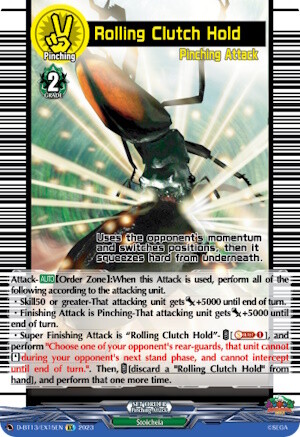 Rolling Clutch Hold
Pinching Attack
Pinching
2
GRADE
Uses the opponent's momentum
and switches positions, then it
squeezes hard from underneath.
Attack-AUTO【Order Zone】:When this Attack is used, perform all of the
following according to the attacking unit.
・Skill50 or greater-That attacking unit gets +5000 until end of turn.
・Finishing Attack is Pinching-That attacking unit gets +5000 until
end of turn.
・Super Finishing Attack is "Rolling Clutch Hold"-
and perform "Choose one of your opponent's rear-guards, that unit cannot
during your opponent's next stand phase, and cannot intercept
until end of turn.". Then, [discard a "Rolling Clutch Hold" from
hand], and perform that one more time.
D-BT13/EX15EN
2023
©SEGA